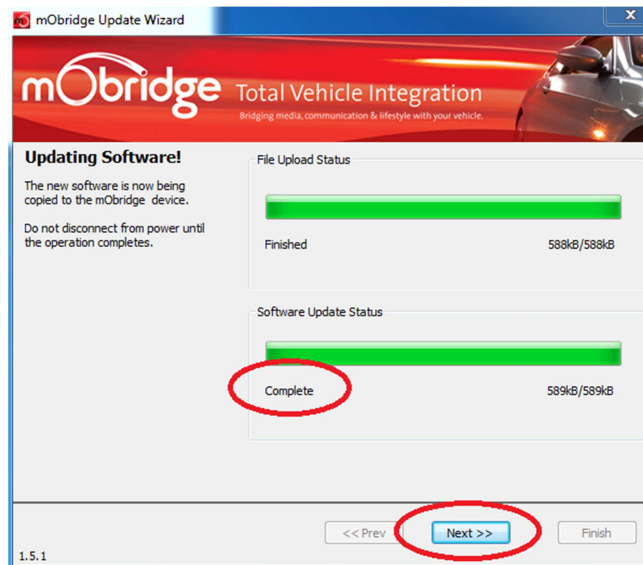 mObridge Update Wizard
x
mObridge Total Vehicle Integration
Bridging media, communication & lifestyle with your vehicle.
Updating Software!
The new software is now being
copied to the mObridge device.
Do not disconnect from power until
the operation completes.
File Upload Status
Finished 588kB/588kB
Software Update Status
Complete 589kB/589kB
<< Prev Next >> Finish
1.5.1